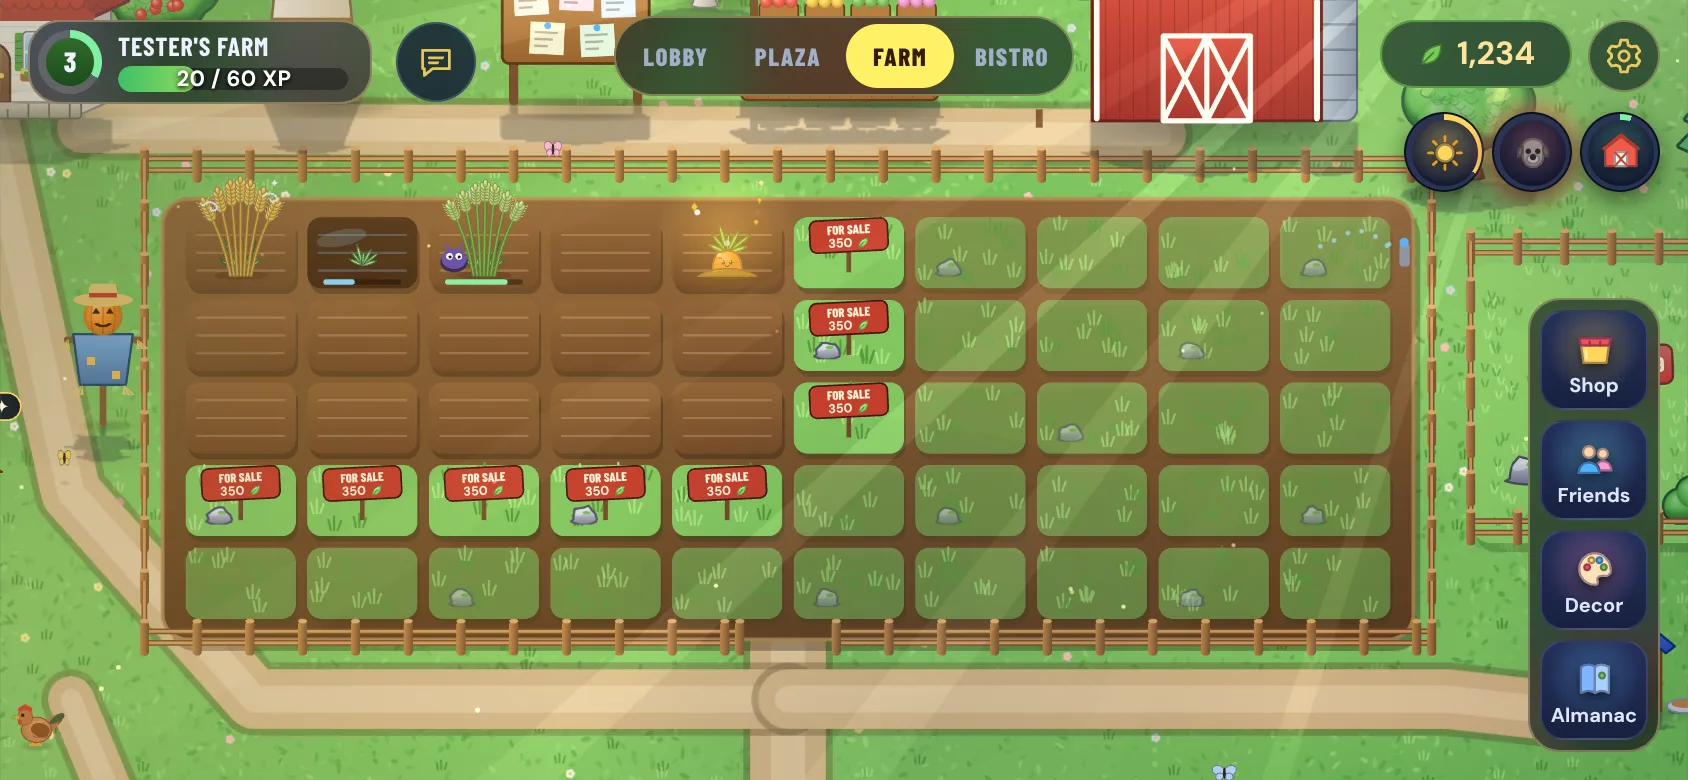 3
TESTER'S FARM
20 / 60 XP
LOBBY
PLAZA
FARM
BISTRO
1,234
FOR SALE
350
FOR SALE
350
FOR SALE
350
FOR SALE
350
FOR SALE
350
FOR SALE
350
FOR SALE
350
FOR SALE
350
Shop
Friends
Decor
Almanac